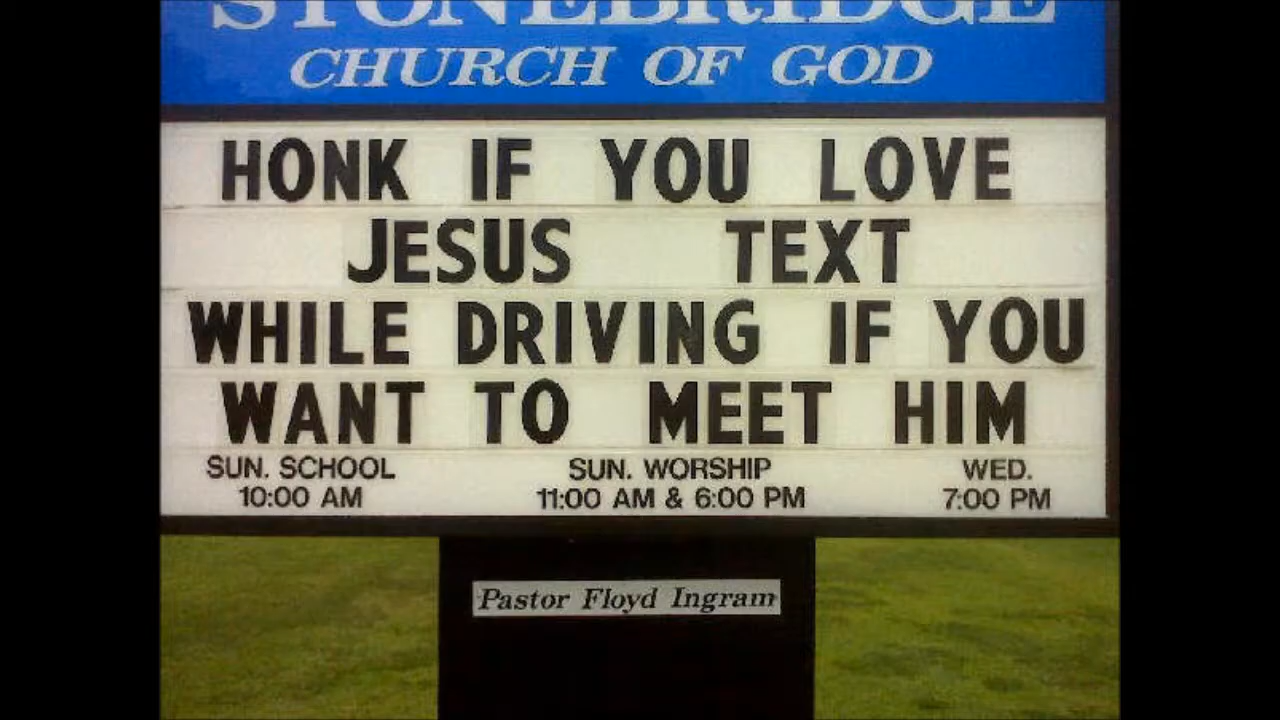 STONEBRIDGE
CHURCH OF GOD
HONK IF YOU LOVE
JESUS TEXT
WHILE DRIVING IF YOU
WANT TO MEET HIM
SUN. SCHOOL SUN. WORSHIP WED.
10:00 AM 11:00 AM & 6:00 PM 7:00 PM
Pastor Floyd Ingram